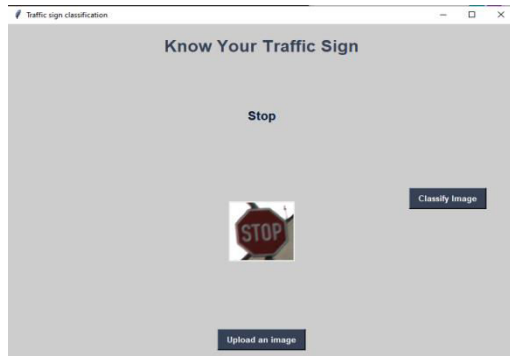 Traffic sign classification
Know Your Traffic Sign
Stop
Classify Image
STOP
Upload an image